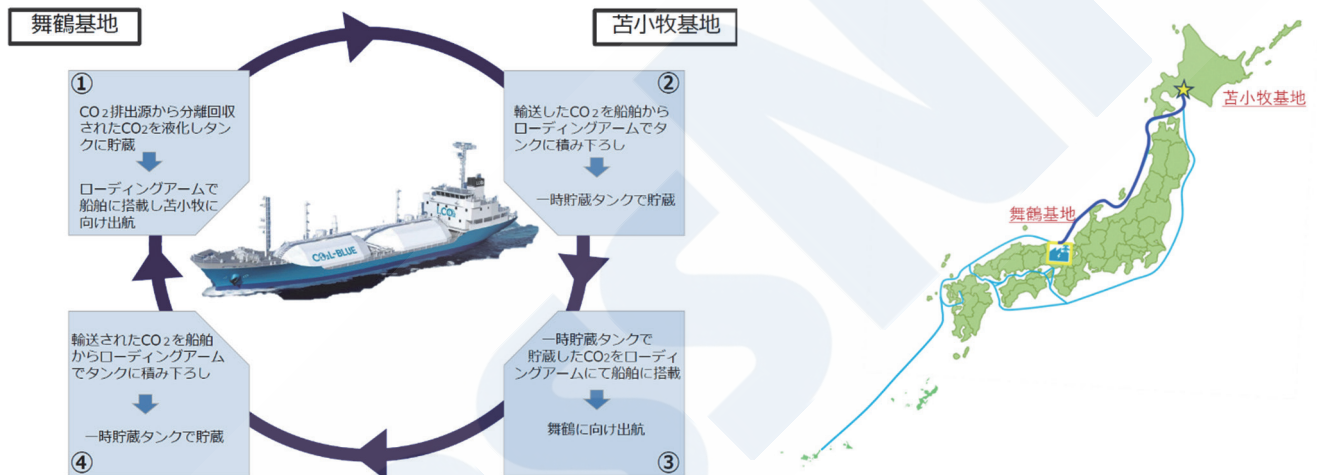 舞鶴基地
苫小牧基地
①
CO2排出源から分離回収
されたCO2を液化しタン
クに貯蔵
ローディングアームで
船舶に搭載し苫小牧に
向け出航
②
輸送したCO2を船舶から
ローディングアームでタ
ンクに積み下ろし
一時貯蔵タンクで貯蔵
LCO2
CO2L-BLUE
一時貯蔵タンクで
貯蔵したCO2をローディ
ングアームにて船舶に搭載
舞鶴に向け出航
③
輸送されたCO2を船舶
からローディングアーム
でタンクに積み下ろし
一時貯蔵タンクで貯蔵
④
苫小牧基地
舞鶴基地